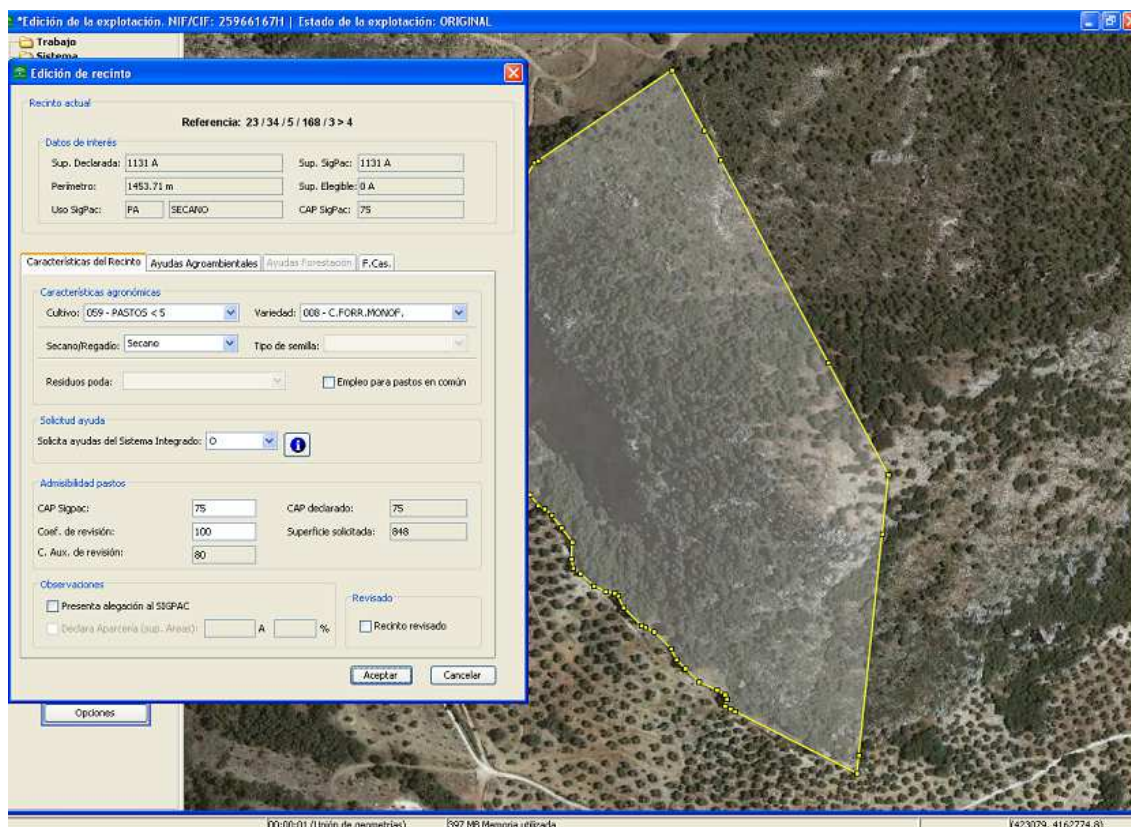 *Edición de la explotación. NIF/CIF: 25966167H | Estado de la explotación: ORIGINAL
Trabajo
Sistema
Edición de recinto
Recinto actual
Referencia: 23 / 34 / 5 / 168 / 3 > 4
Datos de interés
Sup. Declarada: 1131 A Sup. SigPac: 1131 A
Perímetro: 1453.71 m Sup. Elegible: 0 A
Uso SigPac: PA SECANO CAP SigPac: 75
Características del Recinto Ayudas Agroambientales Ayudas Forestación F.Cas.
Características agronómicas
Cultivo: 059 - PASTOS < 5 Variedad: 008 - C.FORR.MONOF.
Secano/Regadío: Secano Tipo de semilla:
Residuos poda: Empleo para pastos en común
Solicitud ayuda
Solicita ayudas del Sistema Integrado: O
Admisibilidad pastos
CAP Sigpac: 75 CAP declarado: 75
Coef. de revisión: 100 Superficie solicitada: 848
C. Aux. de revisión: 80
Observaciones
Presenta alegación al SIGPAC
Revisado
Declara Aparcería (sup. Areas): A % Recinto revisado
Aceptar Cancelar
Opciones
00:00:01 (Unión de geometrías) 397 MB Memoria utilizada (423079, 4162774.8)